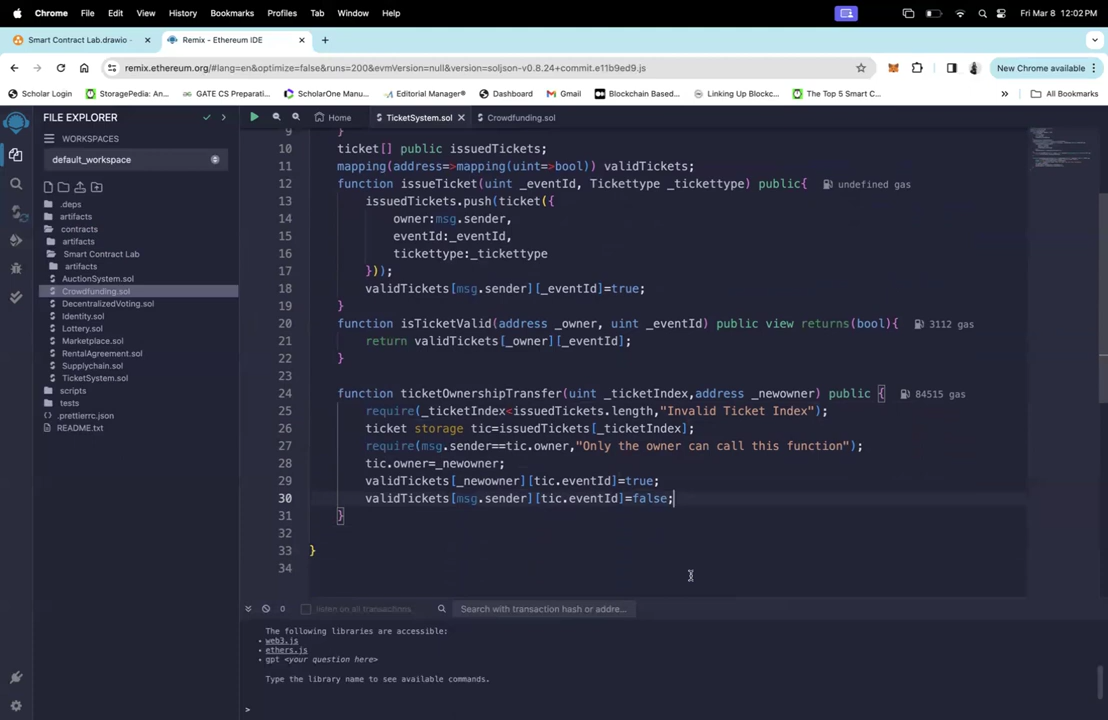 Chrome File Edit View History Bookmarks Profiles Tab Window Help Fri Mar 8 12:02 PM
Smart Contract Lab.drawio - Remix - Ethereum IDE
remix.ethereum.org/#lang=en&optimize=false&runs=200&evmVersion=null&version=soljson-v0.8.24+commit.e11b9ed9.js New Chrome available
Scholar Login StoragePedia: An... GATE CS Preparati... ScholarOne Manu... Editorial Manager® Dashboard Gmail Blockchain Based... Linking Up Blockc... The Top 5 Smart C... » All Bookmarks
FILE EXPLORER
WORKSPACES
default_workspace
.deps
artifacts
contracts
artifacts
Smart Contract Lab
artifacts
AuctionSystem.sol
Crowdfunding.sol
DecentralizedVoting.sol
Identity.sol
Lottery.sol
Marketplace.sol
RentalAgreement.sol
Supplychain.sol
TicketSystem.sol
scripts
tests
.prettierrc.json
README.txt
Home TicketSystem.sol Crowdfunding.sol
9 }
10 ticket[] public issuedTickets;
11 mapping(address=>mapping(uint=>bool)) validTickets;
12 function issueTicket(uint _eventId, Tickettype _tickettype) public{ undefined gas
13 issuedTickets.push(ticket({
14 owner:msg.sender,
15 eventId:_eventId,
16 tickettype:_tickettype
17 }));
18 validTickets[msg.sender][_eventId]=true;
19 }
20 function isTicketValid(address _owner, uint _eventId) public view returns(bool){ 3112 gas
21 return validTickets[_owner][_eventId];
22 }
23
24 function ticketOwnershipTransfer(uint _ticketIndex,address _newowner) public { 84515 gas
25 require(_ticketIndex<issuedTickets.length,"Invalid Ticket Index");
26 ticket storage tic=issuedTickets[_ticketIndex];
27 require(msg.sender==tic.owner,"Only the owner can call this function");
28 tic.owner=_newowner;
29 validTickets[_newowner][tic.eventId]=true;
30 validTickets[msg.sender][tic.eventId]=false;
31 }
32
33 }
34
0 listen on all transactions Search with transaction hash or addre...
The following libraries are accessible:
• web3.js
• ethers.js
• gpt <your question here>
Type the library name to see available commands.
>